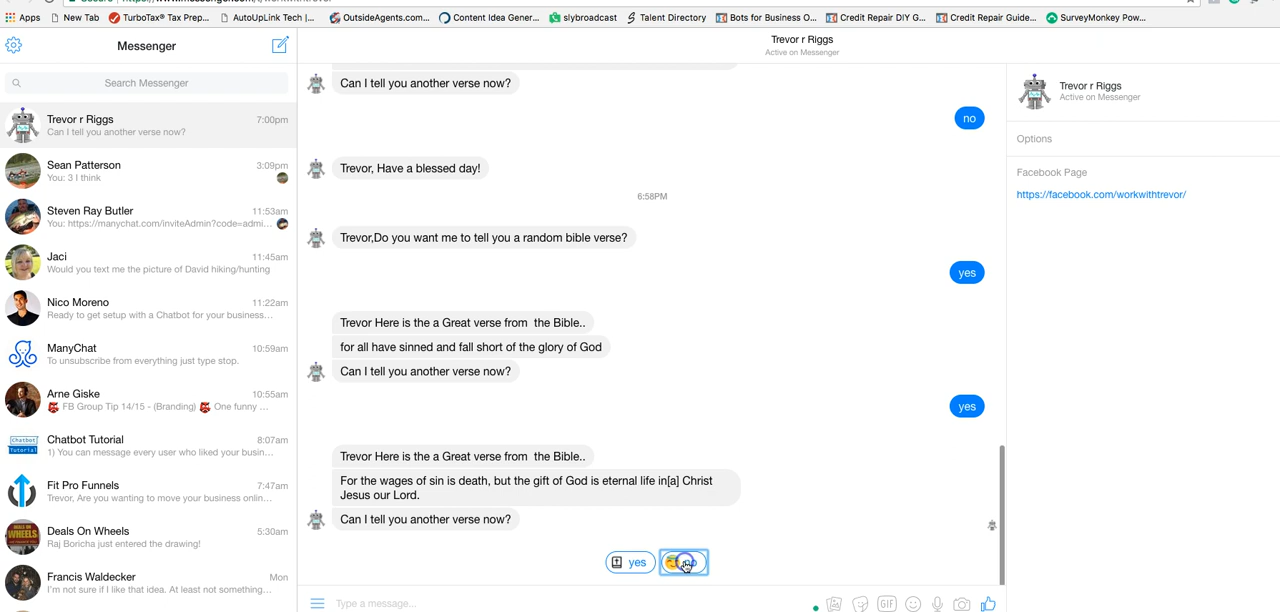 Apps New Tab TurboTax® Tax Prep... AutoUpLink Tech |... OutsideAgents.com... Content Idea Gener... slybroadcast Talent Directory Bots for Business O... Credit Repair DIY G... Credit Repair Guide... SurveyMonkey Pow...
Messenger
Search Messenger
Trevor r Riggs 7:00pm
Can I tell you another verse now?
Sean Patterson 3:09pm
You: 3 I think
Steven Ray Butler 11:53am
You: https://manychat.com/inviteAdmin?code=admi...
Jaci 11:45am
Would you text me the picture of David hiking/hunting
Nico Moreno 11:22am
Ready to get setup with a Chatbot for your business...
ManyChat 10:59am
To unsubscribe from everything just type stop.
Arne Giske 10:55am
FB Group Tip 14/15 - (Branding) One funny ...
Chatbot Tutorial 8:07am
Chatbot
Tutorial
1) You can message every user who liked your busin...
Fit Pro Funnels 7:47am
Trevor, Are you wanting to move your business onlin...
Deals On Wheels 5:30am
Raj Boricha just entered the drawing!
Francis Waldecker Mon
I'm not sure if I like that idea. At least not something...
Trevor r Riggs
Active on Messenger
Can I tell you another verse now?
no
Trevor, Have a blessed day!
6:58PM
Trevor,Do you want me to tell you a random bible verse?
yes
Trevor Here is the a Great verse from the Bible..
for all have sinned and fall short of the glory of God
Can I tell you another verse now?
yes
Trevor Here is the a Great verse from the Bible..
For the wages of sin is death, but the gift of God is eternal life in[a] Christ
Jesus our Lord.
Can I tell you another verse now?
yes
Type a message...
GIF
Trevor r Riggs
Active on Messenger
Options
Facebook Page
https://facebook.com/workwithtrevor/